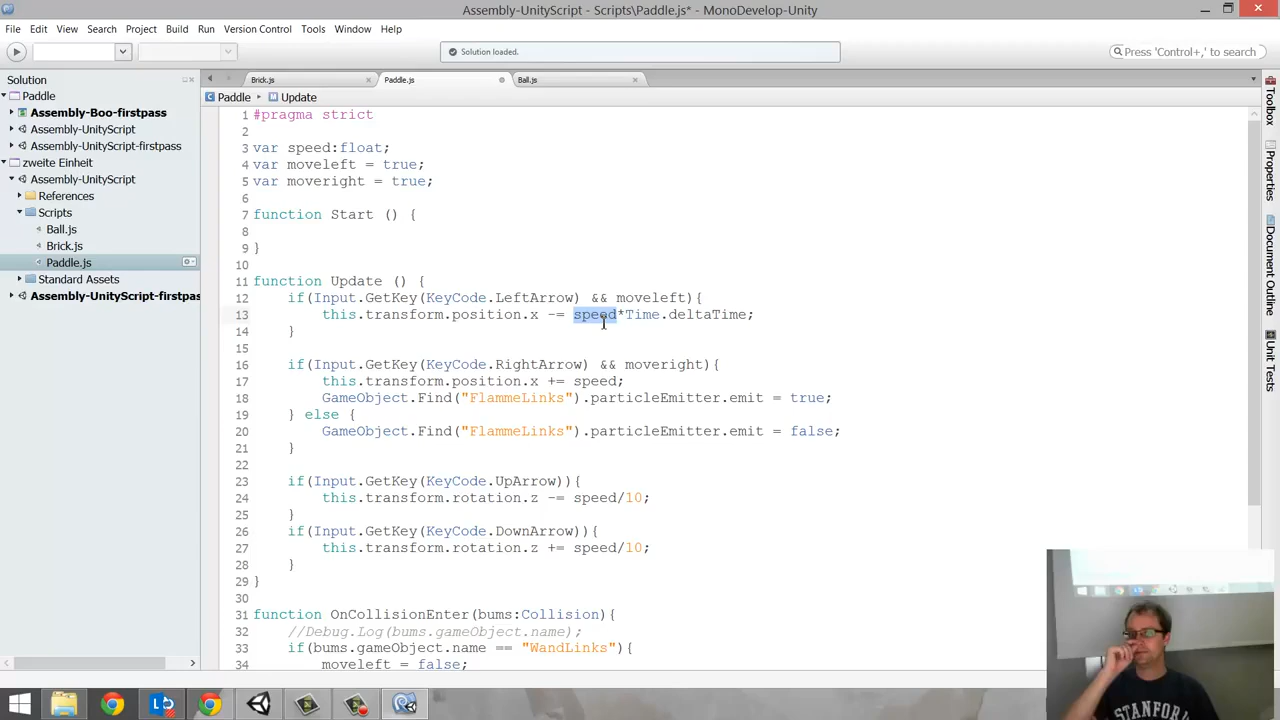 Assembly-UnityScript - Scripts\Paddle.js* - MonoDevelop-Unity
File Edit View Search Project Build Run Version Control Tools Window Help
Solution loaded.
Press 'Control+,' to search
Solution
Brick.js
Paddle.js
Ball.js
Paddle
Assembly-Boo-firstpass
Assembly-UnityScript
Assembly-UnityScript-firstpass
zweite Einheit
Assembly-UnityScript
References
Scripts
Ball.js
Brick.js
Paddle.js
Standard Assets
Assembly-UnityScript-firstpas
Paddle Update
1 #pragma strict
2
3 var speed:float;
4 var moveleft = true;
5 var moveright = true;
6
7 function Start () {
8
9 }
10
11 function Update () {
12 if(Input.GetKey(KeyCode.LeftArrow) && moveleft){
13 this.transform.position.x -= speed*Time.deltaTime;
14 }
15
16 if(Input.GetKey(KeyCode.RightArrow) && moveright){
17 this.transform.position.x += speed;
18 GameObject.Find("FlammeLinks").particleEmitter.emit = true;
19 } else {
20 GameObject.Find("FlammeLinks").particleEmitter.emit = false;
21 }
22
23 if(Input.GetKey(KeyCode.UpArrow)){
24 this.transform.rotation.z -= speed/10;
25 }
26 if(Input.GetKey(KeyCode.DownArrow)){
27 this.transform.rotation.z += speed/10;
28 }
29 }
30
31 function OnCollisionEnter(bums:Collision){
32 //Debug.Log(bums.gameObject.name);
33 if(bums.gameObject.name == "WandLinks"){
34 moveleft = false;
Toolbox
Properties
Document Outline
Unit Tests
STANFORD